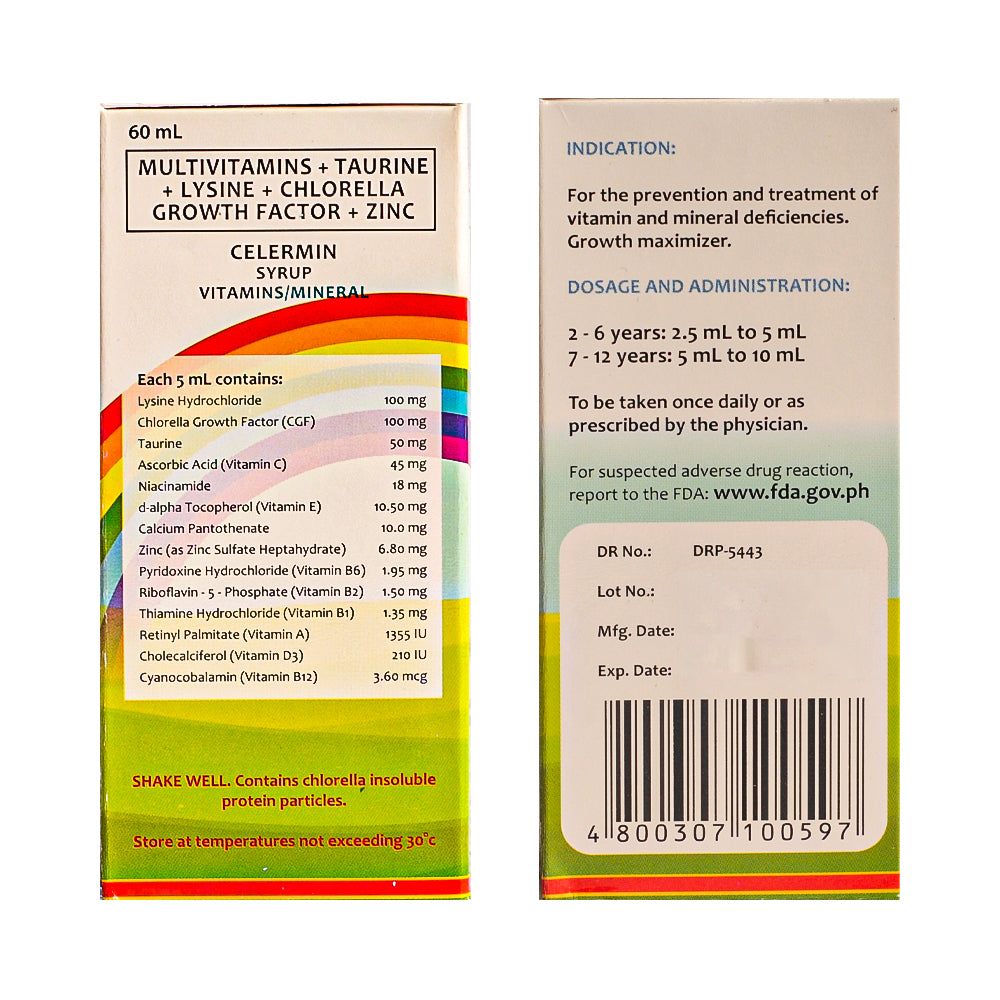 60 mL
MULTIVITAMINS + TAURINE
+ LYSINE + CHLORELLA
GROWTH FACTOR + ZINC
CELERMIN
SYRUP
VITAMINS/MINERAL
Each 5 mL contains:
Lysine Hydrochloride 100 mg
Chlorella Growth Factor (CGF) 100 mg
Taurine 50 mg
Ascorbic Acid (Vitamin C) 45 mg
Niacinamide 18 mg
d-alpha Tocopherol (Vitamin E) 10.50 mg
Calcium Pantothenate 10.0 mg
Zinc (as Zinc Sulfate Heptahydrate) 6.80 mg
Pyridoxine Hydrochloride (Vitamin B6) 1.95 mg
Riboflavin - 5 - Phosphate (Vitamin B2) 1.50 mg
Thiamine Hydrochloride (Vitamin B1) 1.35 mg
Retinyl Palmitate (Vitamin A) 1355 IU
Cholecalciferol (Vitamin D3) 210 IU
Cyanocobalamin (Vitamin B12) 3.60 mcg
SHAKE WELL. Contains chlorella insoluble
protein particles.
Store at temperatures not exceeding 30°c
INDICATION:
For the prevention and treatment of
vitamin and mineral deficiencies.
Growth maximizer.
DOSAGE AND ADMINISTRATION:
2 - 6 years: 2.5 mL to 5 mL
7 - 12 years: 5 mL to 10 mL
To be taken once daily or as
prescribed by the physician.
For suspected adverse drug reaction,
report to the FDA: www.fda.gov.ph
DR No.: DRP-5443
Lot No.:
Mfg. Date:
Exp. Date:
4 800307 100597